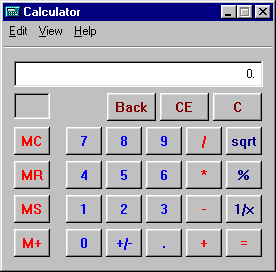 Calculator
Edit View Help
0.
Back CE C
MC 7 8 9 / sqrt
MR 4 5 6 * %
MS 1 2 3 - 1/x
M+ 0 +/- . + =